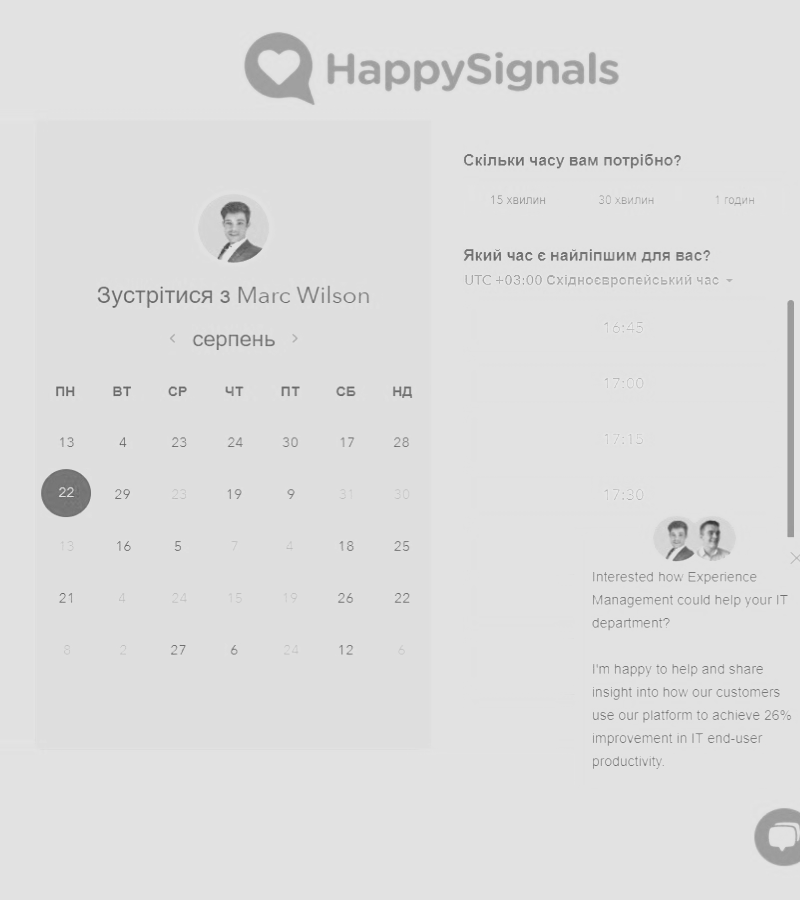 HappySignals
Зустрітися з Marc Wilson
серпень
ПН ВТ СР ЧТ ПТ СБ НД
13 4 23 24 30 17 28
22 29 23 19 9 31 30
13 16 5 7 4 18 25
21 4 24 15 19 26 22
8 2 27 6 24 12 6
Скільки часу вам потрібно?
15 хвилин 30 хвилин 1 годин
Який час є найліпшим для вас?
UTC +03:00 Східноєвропейський час
16:45
17:00
17:15
17:30
Interested how Experience
Management could help your IT
department?
I'm happy to help and share
insight into how our customers
use our platform to achieve 26%
improvement in IT end-user
productivity.